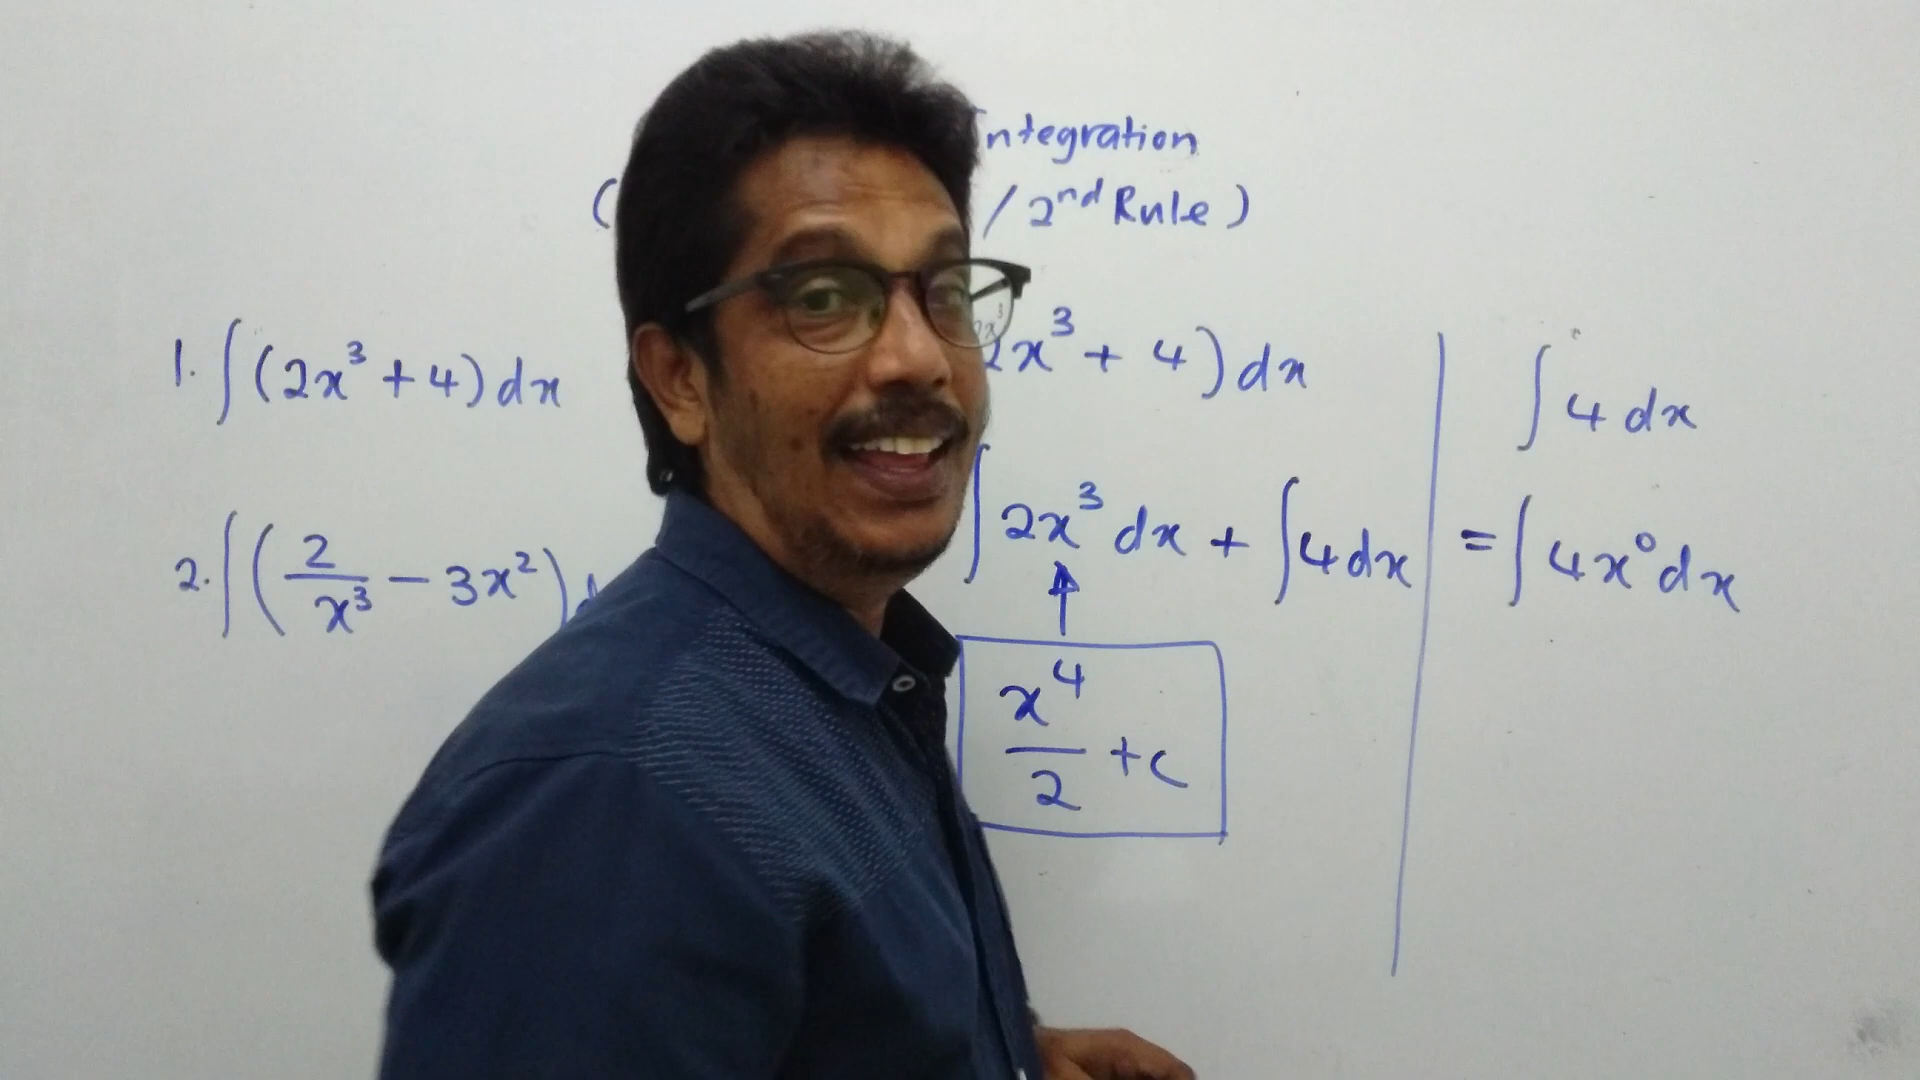 Integration
( / 2nd Rule )
1. ∫ (2x³ + 4) dx
2x³ + 4 ) dx
∫ 2x³ dx + ∫ 4 dx
x⁴/2 + c
2. ∫ ( 2/x³ − 3x² )
∫ 4 dx
= ∫ 4x⁰ dx